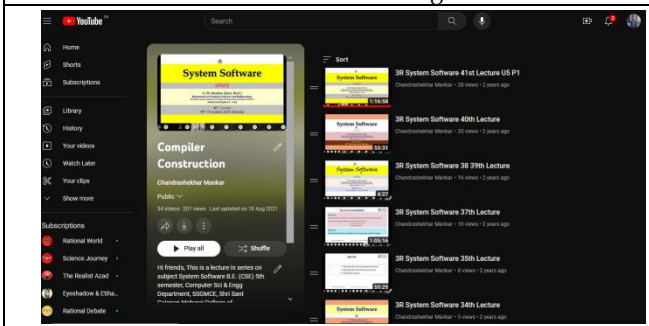 YouTube
Search
Home
Shorts
Subscriptions
Library
History
Your videos
Watch Later
Your clips
Show more
Subscriptions
Rational World
Science Journey
The Realist Azad
Eyeshadow & Etiha...
Rational Debate
System Software
Compiler
Construction
Chandrashekhar Mankar
Public
34 videos 207 views Last updated on 16 Aug 2021
Play all
Shuffle
Hi friends, This is a lecture in series on
subject System Software B.E. (CSE) 5th
semester, Computer Sci & Engg
Department, SSGMCE, Shri Sant
Sort
System Software
1:16:58
3R System Software 41st Lecture U5 P1
Chandrashekhar Mankar • 28 views • 2 years ago
System Software
55:31
3R System Software 40th Lecture
Chandrashekhar Mankar • 35 views • 2 years ago
System Software
4:27
3R System Software 38 39th Lecture
Chandrashekhar Mankar • 16 views • 2 years ago
1:05:16
3R System Software 37th Lecture
Chandrashekhar Mankar • 10 views • 2 years ago
59:29
3R System Software 35th Lecture
Chandrashekhar Mankar • 8 views • 2 years ago
System Software
3R System Software 34th Lecture
Chandrashekhar Mankar • 5 views • 2 years ago